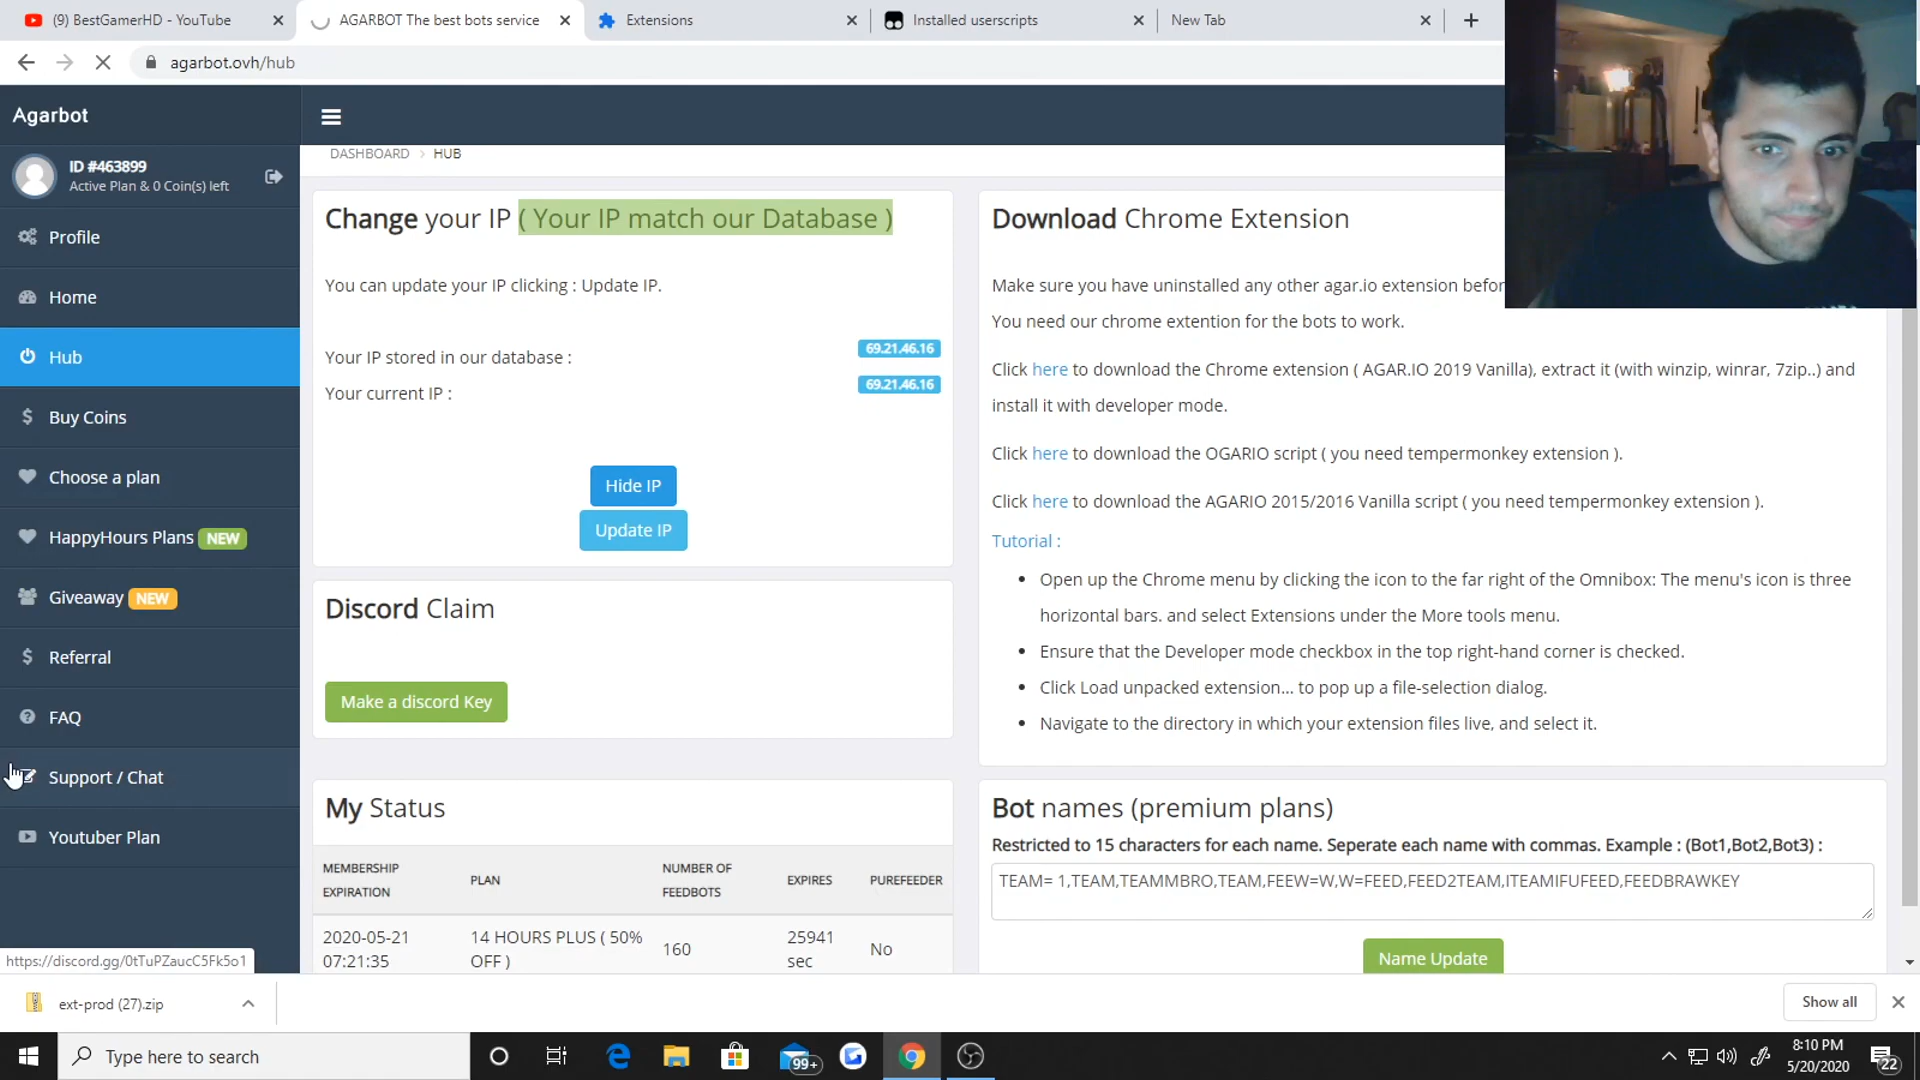 (9) BestGamerHD - YouTube
AGARBOT The best bots service
Extensions
Installed userscripts
New Tab
agarbot.ovh/hub
Agarbot
ID #463899
Active Plan & 0 Coin(s) left
Profile
Home
Hub
Buy Coins
Choose a plan
HappyHours Plans NEW
Giveaway NEW
Referral
FAQ
Support / Chat
Youtuber Plan
https://discord.gg/0tTuPZaucC5Fk5o1
DASHBOARD > HUB
Change your IP ( Your IP match our Database )
You can update your IP clicking : Update IP.
Your IP stored in our database : 69.21.46.16
Your current IP : 69.21.46.16
Hide IP
Update IP
Discord Claim
Make a discord Key
My Status
MEMBERSHIP EXPIRATION PLAN NUMBER OF FEEDBOTS EXPIRES PUREFEEDER
2020-05-21 07:21:35 14 HOURS PLUS ( 50% OFF ) 160 25941 sec No
Download Chrome Extension
Make sure you have uninstalled any other agar.io extension befor
You need our chrome extention for the bots to work.
Click here to download the Chrome extension ( AGAR.IO 2019 Vanilla), extract it (with winzip, winrar, 7zip..) and
install it with developer mode.
Click here to download the OGARIO script ( you need tempermonkey extension ).
Click here to download the AGARIO 2015/2016 Vanilla script ( you need tempermonkey extension ).
Tutorial :
Open up the Chrome menu by clicking the icon to the far right of the Omnibox: The menu's icon is three
horizontal bars. and select Extensions under the More tools menu.
Ensure that the Developer mode checkbox in the top right-hand corner is checked.
Click Load unpacked extension... to pop up a file-selection dialog.
Navigate to the directory in which your extension files live, and select it.
Bot names (premium plans)
Restricted to 15 characters for each name. Seperate each name with commas. Example : (Bot1,Bot2,Bot3) :
TEAM= 1,TEAM,TEAMMBRO,TEAM,FEEW=W,W=FEED,FEED2TEAM,ITEAMIFUFEED,FEEDBRAWKEY
Name Update
ext-prod (27).zip
Show all
Type here to search
99+
8:10 PM
5/20/2020
22